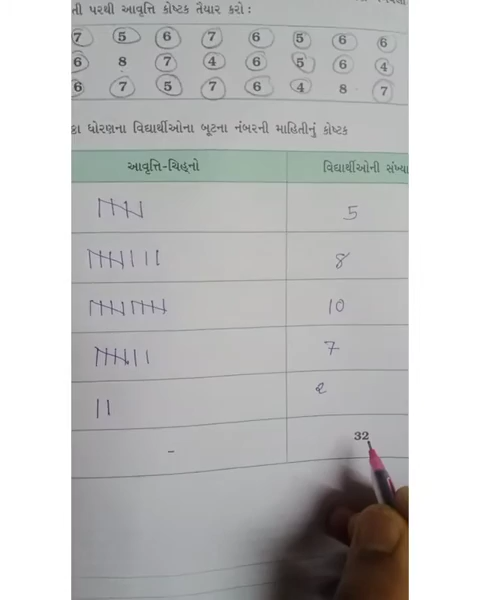 તી પરથી આવૃત્તિ કોષ્ટક તૈયાર કરો :
7 5 6 7 6 5 6 6
6 8 7 4 6 5 6 4
6 7 5 7 6 4 8 7
કા ધોરણના વિદ્યાર્થીઓના બૂટના નંબરની માહિતીનું કોષ્ટક
આવૃત્તિ-ચિહ્નો વિદ્યાર્થીઓની સંખ્યા
5
8
10
7
૨
- 32